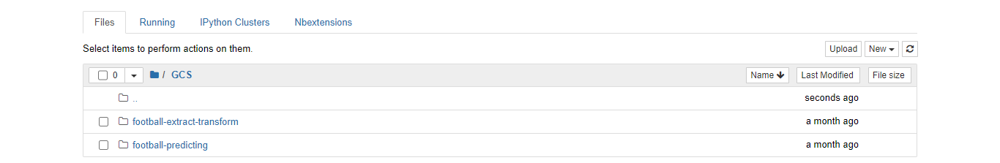 Files Running IPython Clusters Nbextensions
Select items to perform actions on them. Upload New
0 / GCS Name Last Modified File size
.. seconds ago
football-extract-transform a month ago
football-predicting a month ago